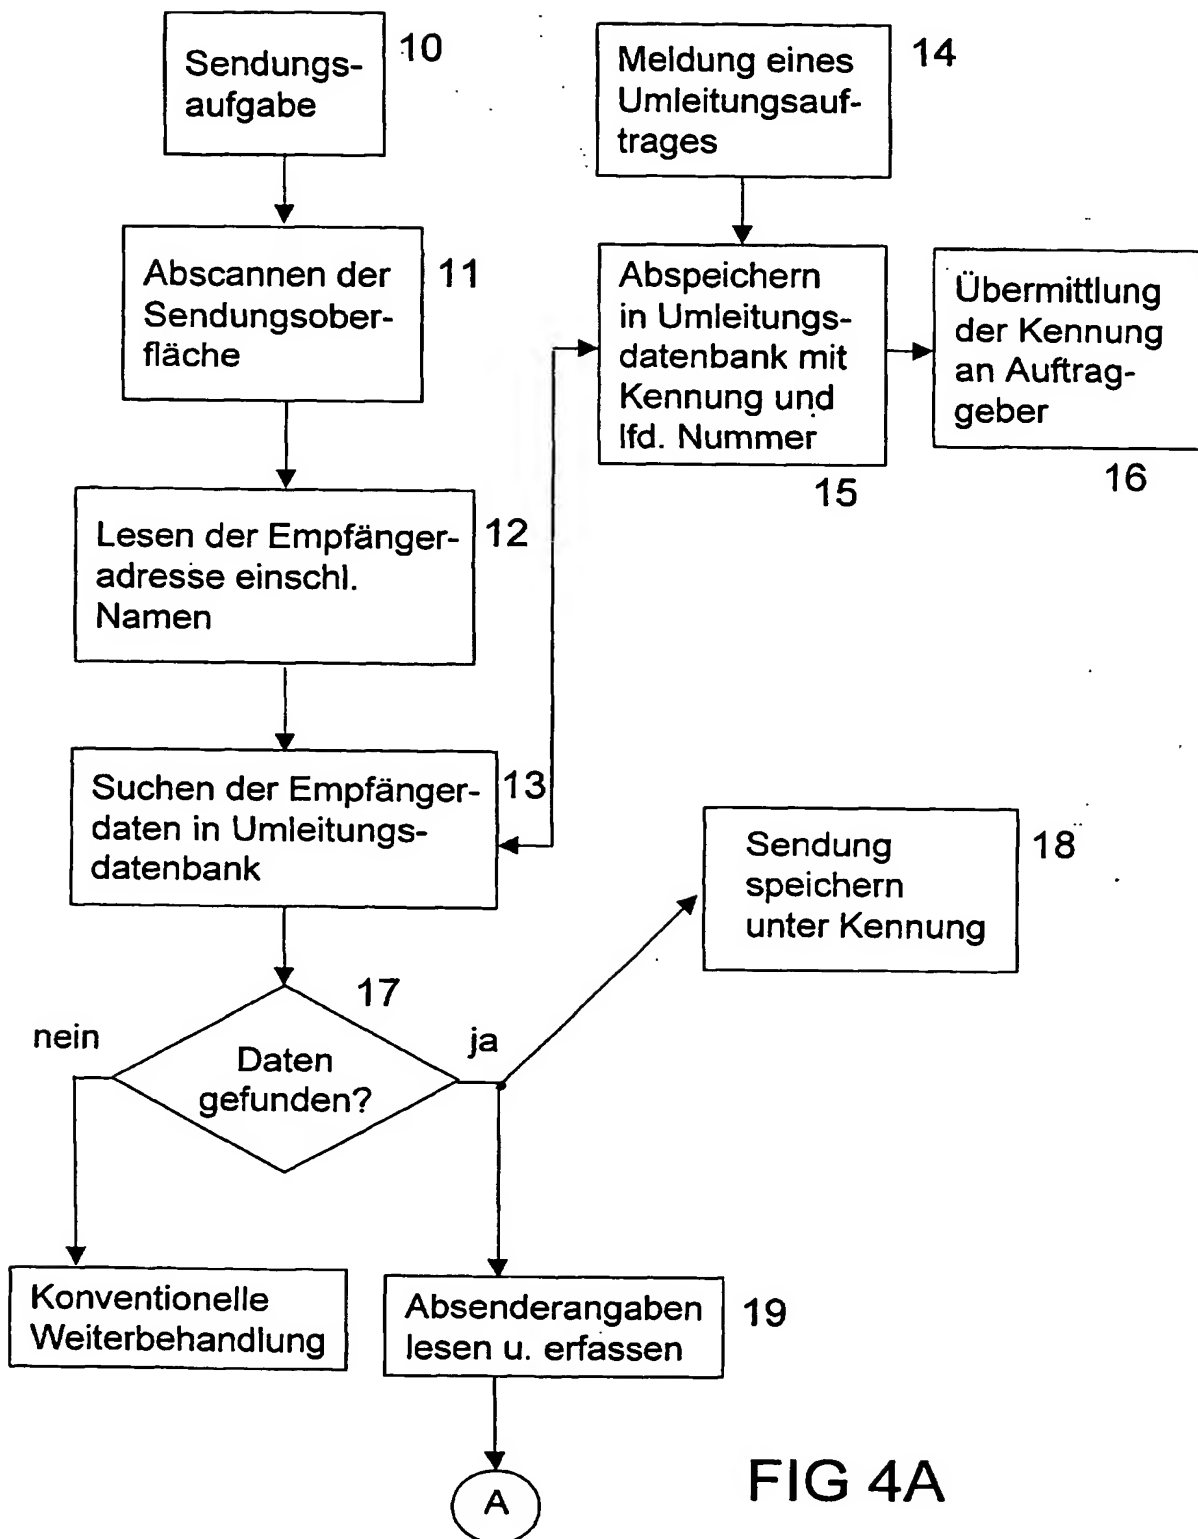 Sendungs-
aufgabe
10
Meldung eines
Umleitungsauf-
trages
14
Abscannen der
Sendungsober-
fläche
11
Abspeichern
in Umleitungs-
datenbank mit
Kennung und
lfd. Nummer
15
Übermittlung
der Kennung
an Auftrag-
geber
16
Lesen der Empfänger-
adresse einschl.
Namen
12
Suchen der Empfänger-
daten in Umleitungs-
datenbank
13
Sendung
speichern
unter Kennung
18
17
nein
ja
Daten
gefunden?
Konventionelle
Weiterbehandlung
Absenderangaben
lesen u. erfassen
19
A
FIG 4A